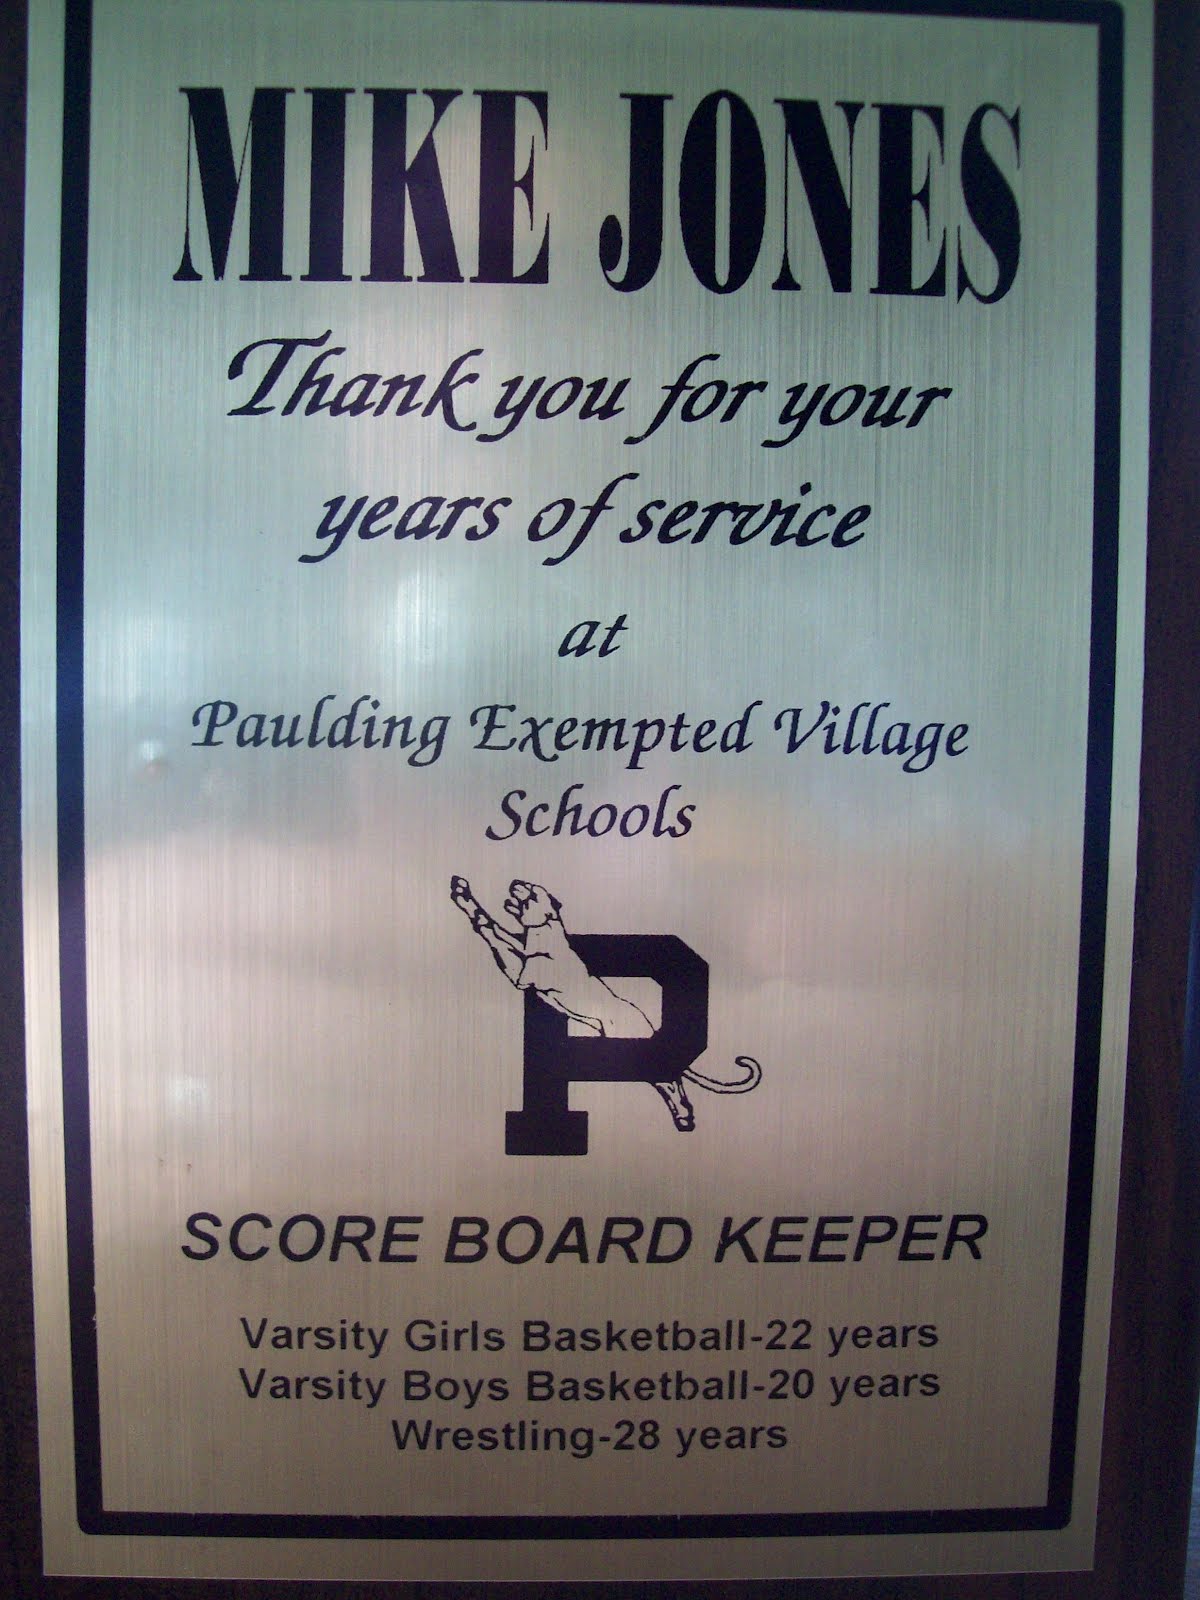 MIKE JONES
Thank you for your
years of service
at
Paulding Exempted Village
Schools
P
SCORE BOARD KEEPER
Varsity Girls Basketball-22 years
Varsity Boys Basketball-20 years
Wrestling-28 years